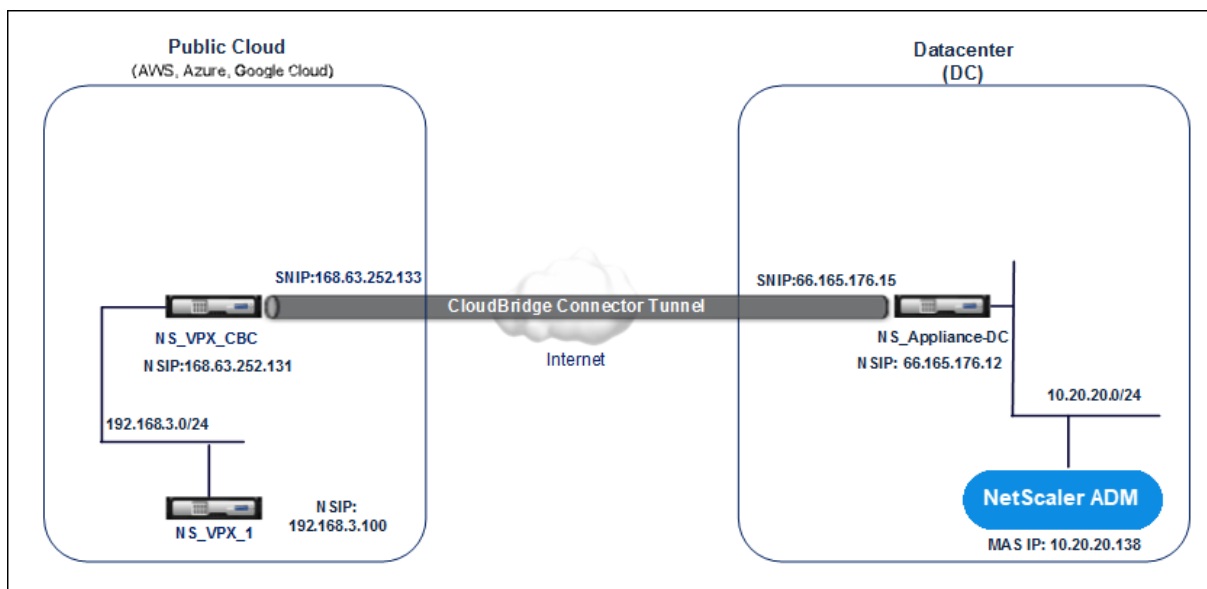 Public Cloud
(AWS, Azure, Google Cloud)
Datacenter
(DC)
SNIP:168.63.252.133
SNIP:66.165.176.15
CloudBridge Connector Tunnel
NS_VPX_CBC
NSIP:168.63.252.131
Internet
NS_Appliance-DC
NSIP: 66.165.176.12
192.168.3.0/24
10.20.20.0/24
NS_VPX_1
NSIP:
192.168.3.100
NetScaler ADM
MAS IP: 10.20.20.138